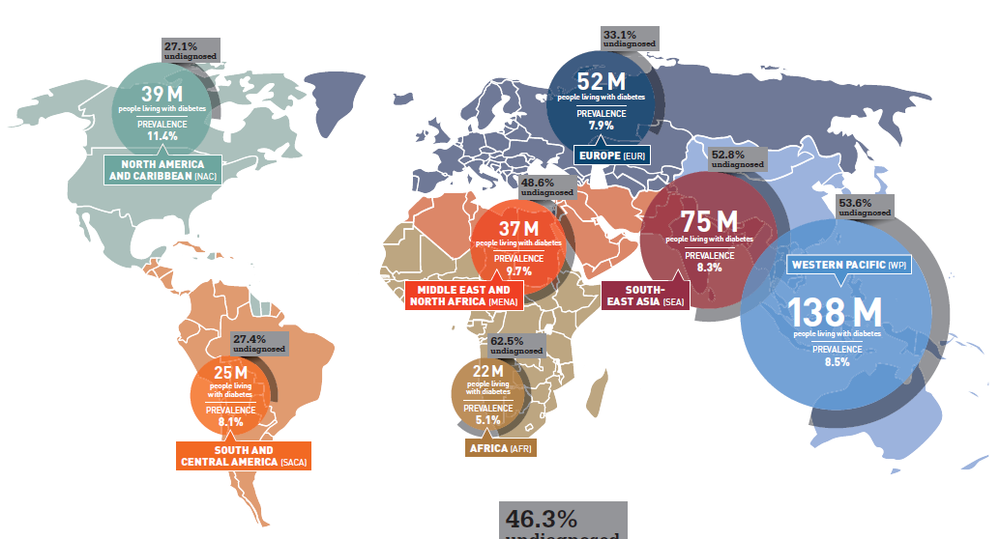 27.1%
undiagnosed
39 M
people living with diabetes
PREVALENCE
11.4%
NORTH AMERICA
AND CARIBBEAN (NAC)
33.1%
undiagnosed
52 M
people living with diabetes
PREVALENCE
7.9%
EUROPE (EUR)
48.6%
undiagnosed
37 M
people living with diabetes
PREVALENCE
9.7%
MIDDLE EAST AND
NORTH AFRICA (MENA)
52.8%
undiagnosed
75 M
people living with diabetes
PREVALENCE
8.3%
SOUTH-
EAST ASIA (SEA)
53.6%
undiagnosed
WESTERN PACIFIC (WP)
138 M
people living with diabetes
PREVALENCE
8.5%
27.4%
undiagnosed
25 M
people living
with diabetes
PREVALENCE
8.1%
SOUTH AND
CENTRAL AMERICA (SACA)
62.5%
undiagnosed
22 M
people living
with diabetes
PREVALENCE
5.1%
AFRICA (AFR)
46.3%
undiagnosed